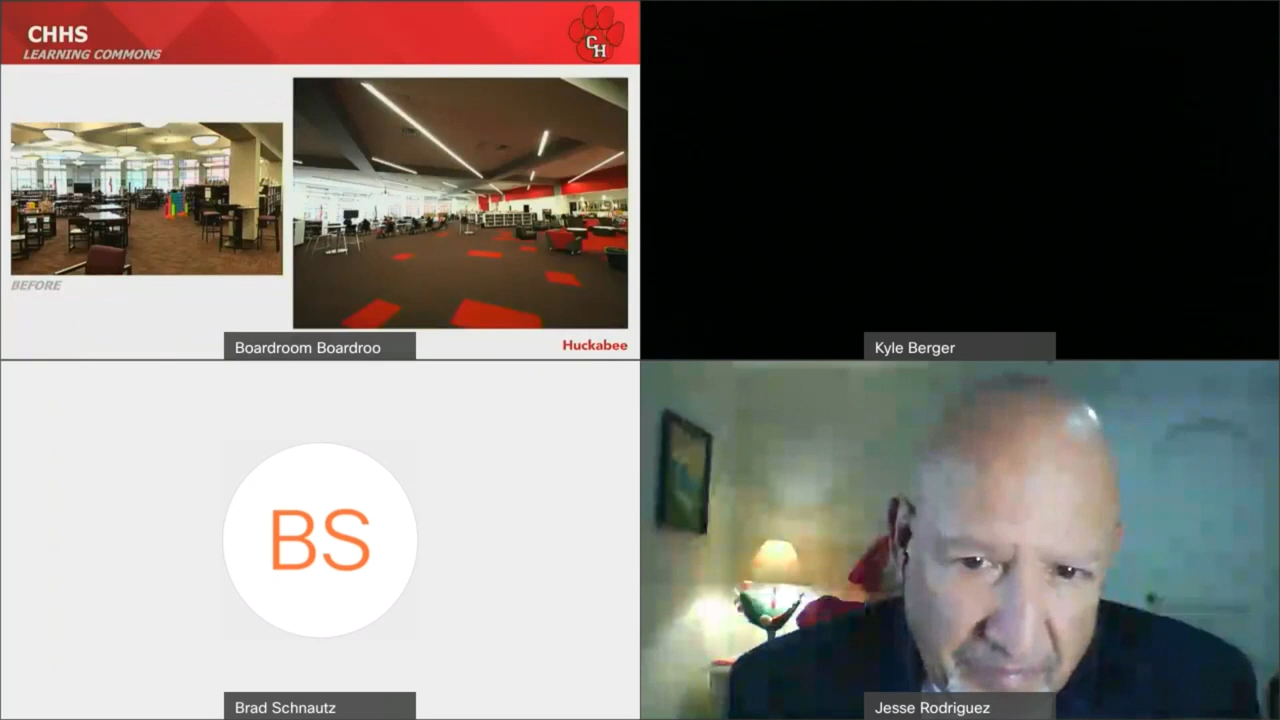 CHHS
LEARNING COMMONS
CH
BEFORE
Huckabee
Boardroom Boardroo
Kyle Berger
BS
Brad Schnautz
Jesse Rodriguez